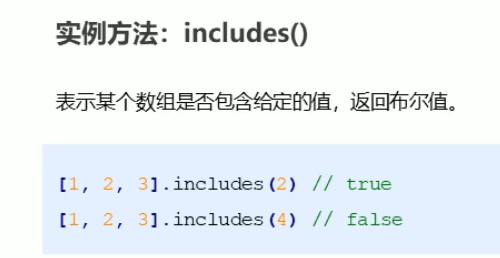 实例方法：includes()
表示某个数组是否包含给定的值，返回布尔值。
[1, 2, 3].includes(2) // true
[1, 2, 3].includes(4) // false